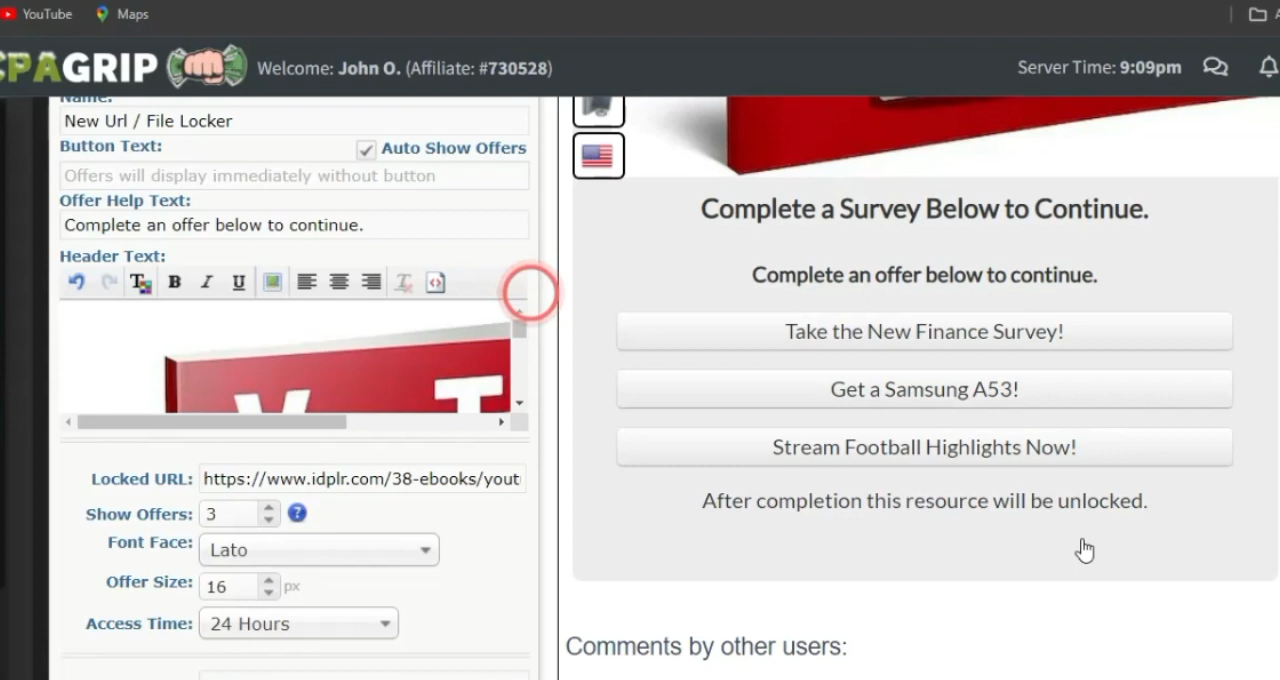 YouTube
Maps
CPAGRIP
Welcome: John O. (Affiliate: #730528)
Server Time: 9:09pm
Name:
New Url / File Locker
Button Text:
Auto Show Offers
Offers will display immediately without button
Offer Help Text:
Complete an offer below to continue.
Header Text:
T B I U
Y T
Locked URL: https://www.idplr.com/38-ebooks/yout
Show Offers: 3 ?
Font Face: Lato
Offer Size: 16 px
Access Time: 24 Hours
Complete a Survey Below to Continue.
Complete an offer below to continue.
Take the New Finance Survey!
Get a Samsung A53!
Stream Football Highlights Now!
After completion this resource will be unlocked.
Comments by other users: